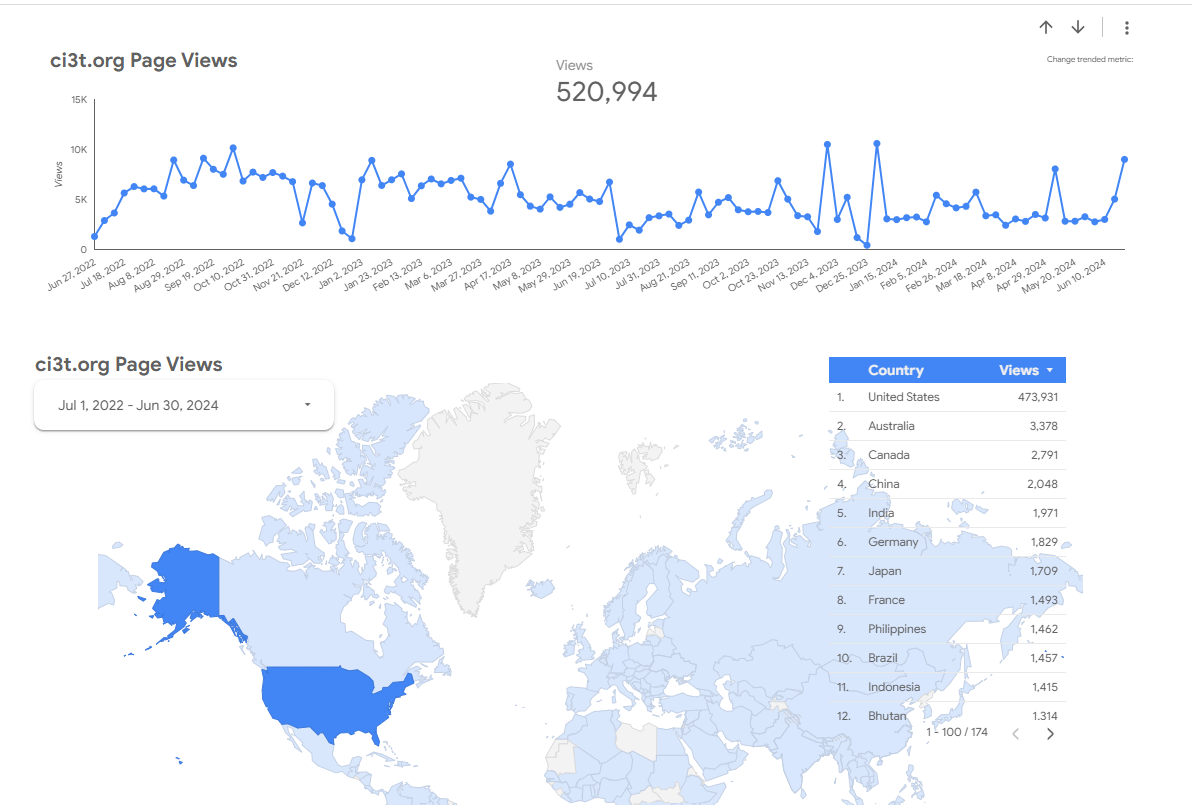 ci3t.org Page Views
Views
520,994
Change trended metric:
15K
10K
5K
0
Views
Jun 27, 2022
Jul 18, 2022
Aug 8, 2022
Aug 29, 2022
Sep 19, 2022
Oct 10, 2022
Oct 31, 2022
Nov 21, 2022
Dec 12, 2022
Jan 2, 2023
Jan 23, 2023
Feb 13, 2023
Mar 6, 2023
Mar 27, 2023
Apr 17, 2023
May 8, 2023
May 29, 2023
Jun 19, 2023
Jul 10, 2023
Jul 31, 2023
Aug 21, 2023
Sep 11, 2023
Oct 2, 2023
Oct 23, 2023
Nov 13, 2023
Dec 4, 2023
Dec 25, 2023
Jan 15, 2024
Feb 5, 2024
Feb 26, 2024
Mar 18, 2024
Apr 8, 2024
Apr 29, 2024
May 20, 2024
Jun 10, 2024
ci3t.org Page Views
Jul 1, 2022 - Jun 30, 2024
Country Views
1. United States 473,931
2. Australia 3,378
3. Canada 2,791
4. China 2,048
5. India 1,971
6. Germany 1,829
7. Japan 1,709
8. France 1,493
9. Philippines 1,462
10. Brazil 1,457
11. Indonesia 1,415
12. Bhutan 1,314
1 - 100 / 174